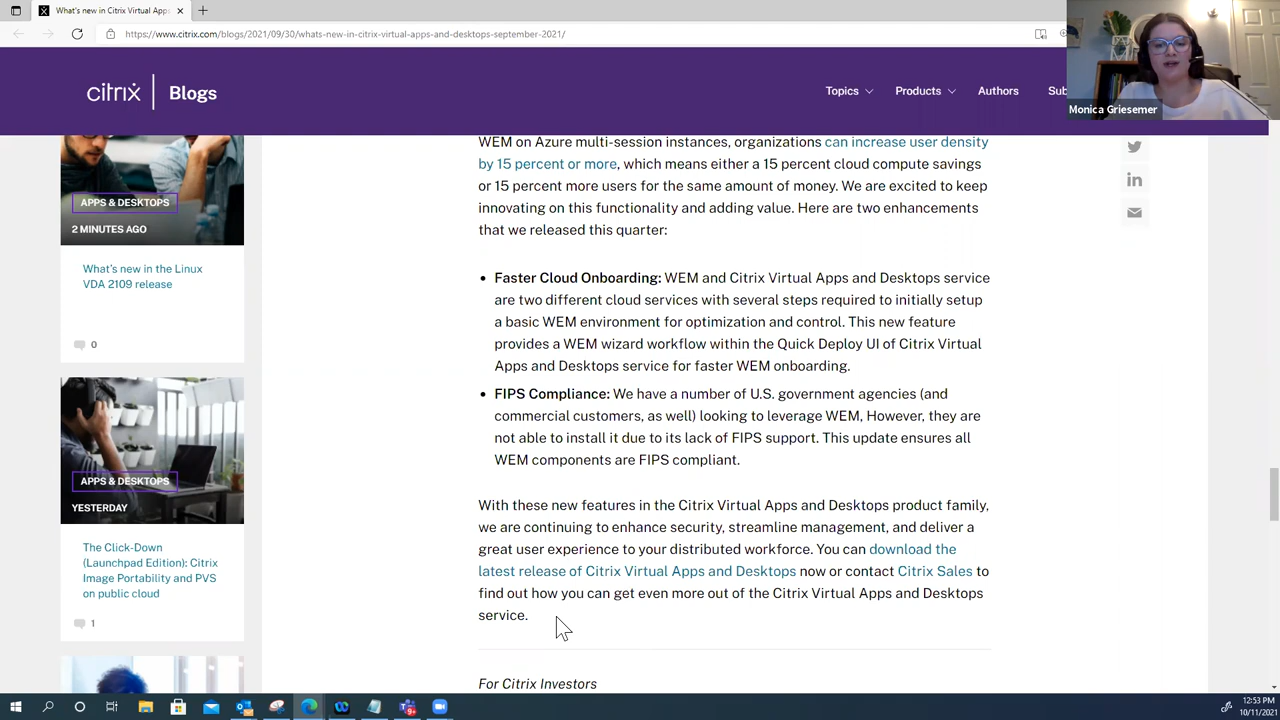 What's new in Citrix Virtual Apps
https://www.citrix.com/blogs/2021/09/30/whats-new-in-citrix-virtual-apps-and-desktops-september-2021/
citrix | Blogs
Topics
Products
Authors
Monica Griesemer
APPS & DESKTOPS
2 MINUTES AGO
What's new in the Linux
VDA 2109 release
0
APPS & DESKTOPS
YESTERDAY
The Click-Down
(Launchpad Edition): Citrix
Image Portability and PVS
on public cloud
1
WEM on Azure multi-session instances, organizations can increase user density
by 15 percent or more, which means either a 15 percent cloud compute savings
or 15 percent more users for the same amount of money. We are excited to keep
innovating on this functionality and adding value. Here are two enhancements
that we released this quarter:
• Faster Cloud Onboarding: WEM and Citrix Virtual Apps and Desktops service
are two different cloud services with several steps required to initially setup
a basic WEM environment for optimization and control. This new feature
provides a WEM wizard workflow within the Quick Deploy UI of Citrix Virtual
Apps and Desktops service for faster WEM onboarding.
• FIPS Compliance: We have a number of U.S. government agencies (and
commercial customers, as well) looking to leverage WEM, However, they are
not able to install it due to its lack of FIPS support. This update ensures all
WEM components are FIPS compliant.
With these new features in the Citrix Virtual Apps and Desktops product family,
we are continuing to enhance security, streamline management, and deliver a
great user experience to your distributed workforce. You can download the
latest release of Citrix Virtual Apps and Desktops now or contact Citrix Sales to
find out how you can get even more out of the Citrix Virtual Apps and Desktops
service.
For Citrix Investors
12:53 PM
10/11/2021